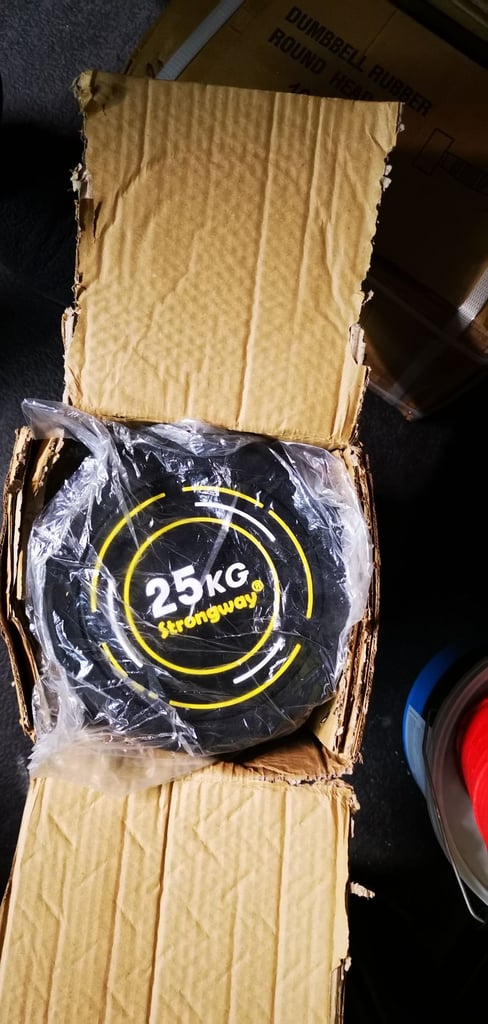 DUMBBELL RUBBER
ROUND HEAD
25KG
Strongway®